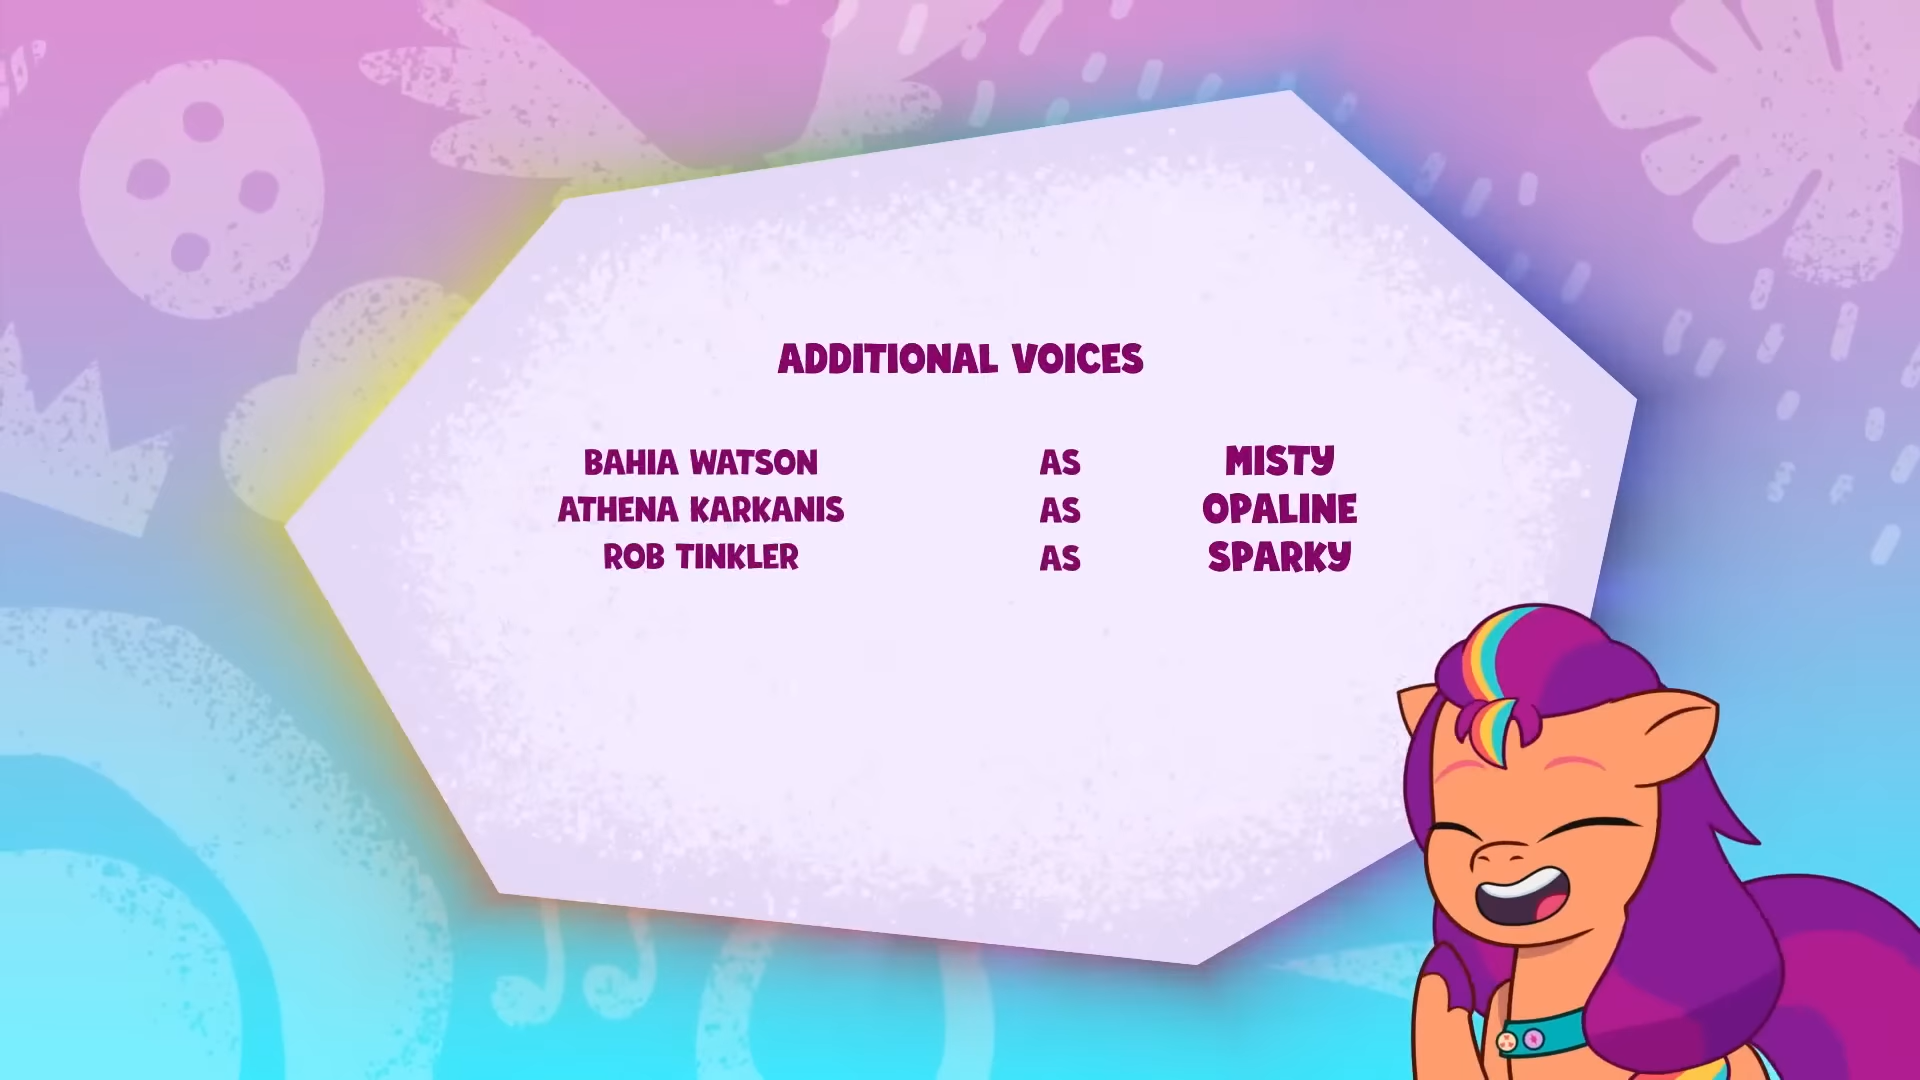 ADDITIONAL VOICES
BAHIA WATSON AS MISTY
ATHENA KARKANIS AS OPALINE
ROB TINKLER AS SPARKY